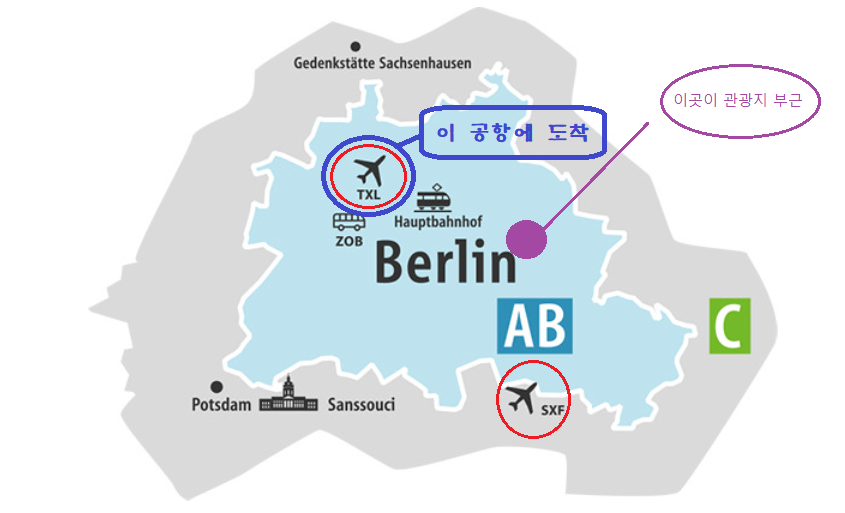 Gedenkstätte Sachsenhausen
이곳이 관광지 부근
이 공항에 도착
TXL
Hauptbahnhof
ZOB
Berlin
AB
C
SXF
Potsdam
Sanssouci